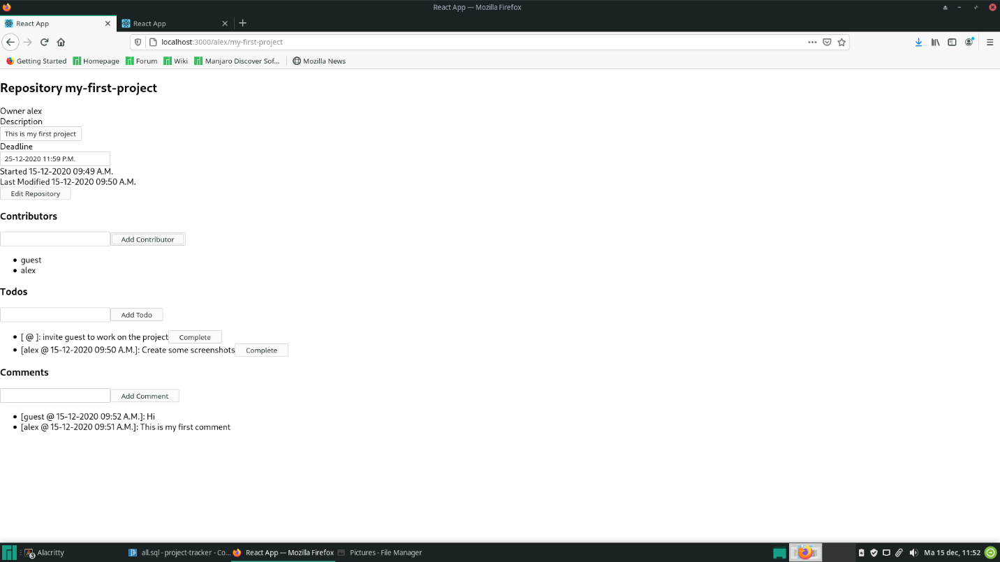 React App — Mozilla Firefox
React App
React App
localhost:3000/alex/my-first-project
Getting Started Homepage Forum Wiki Manjaro Discover Sof... Mozilla News
Repository my-first-project
Owner alex
Description
This is my first project
Deadline
25-12-2020 11:59 P.M.
Started 15-12-2020 09:49 A.M.
Last Modified 15-12-2020 09:50 A.M.
Edit Repository
Contributors
Add Contributor
guest
alex
Todos
Add Todo
[ @ ]: invite guest to work on the project Complete
[alex @ 15-12-2020 09:50 A.M.]: Create some screenshots Complete
Comments
Add Comment
[guest @ 15-12-2020 09:52 A.M.]: Hi
[alex @ 15-12-2020 09:51 A.M.]: This is my first comment
3 Alacritty all.sql - project-tracker - Co... React App — Mozilla Firefox Pictures - File Manager Ma 15 dec, 11:52